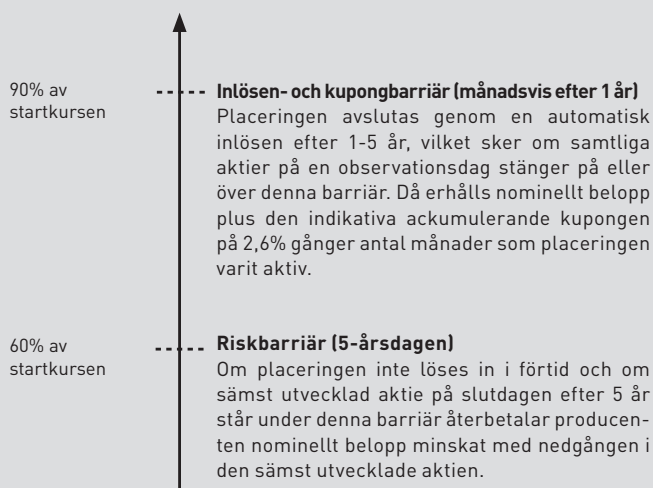 90% av
startkursen
Inlösen- och kupongbarriär (månadsvis efter 1 år)
Placeringen avslutas genom en automatisk
inlösen efter 1-5 år, vilket sker om samtliga
aktier på en observationsdag stänger på eller
över denna barriär. Då erhålls nominellt belopp
plus den indikativa ackumulerande kupongen
på 2,6% gånger antal månader som placeringen
varit aktiv.
60% av
startkursen
Riskbarriär (5-årsdagen)
Om placeringen inte löses in i förtid och om
sämst utvecklad aktie på slutdagen efter 5 år
står under denna barriär återbetalar producen-
ten nominellt belopp minskat med nedgången i
den sämst utvecklade aktien.